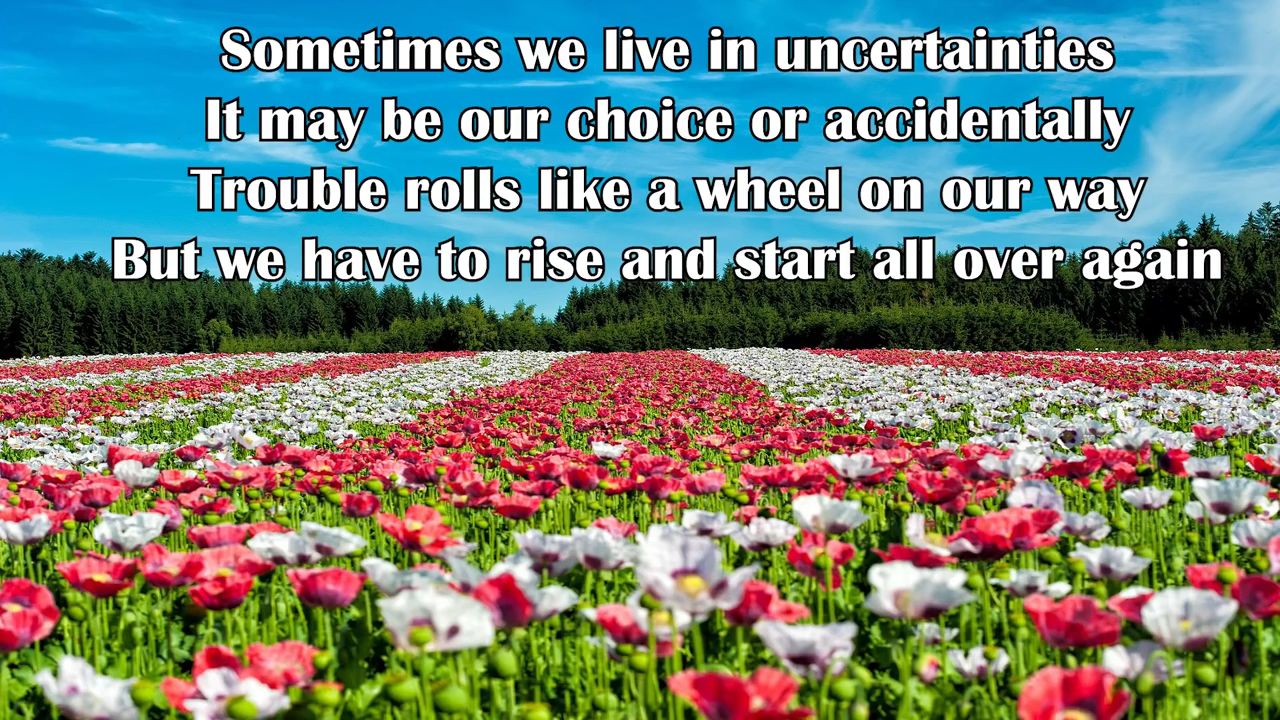 Sometimes we live in uncertainties
It may be our choice or accidentally
Trouble rolls like a wheel on our way
But we have to rise and start all over again